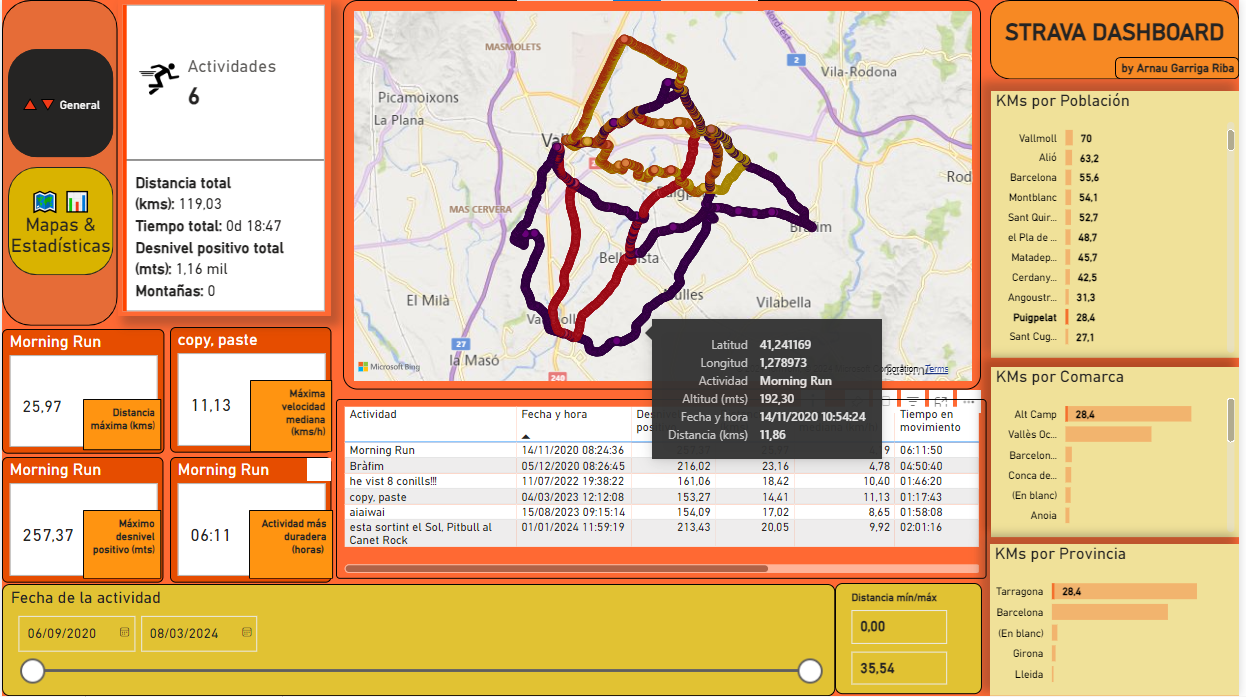 General
Mapas &
Estadísticas
Actividades
6
Distancia total
(kms): 119,03
Tiempo total: 0d 18:47
Desnivel positivo total
(mts): 1,16 mil
Montañas: 0
Morning Run
25,97
Distancia
máxima (kms)
copy, paste
11,13
Máxima
velocidad
mediana
(kms/h)
Morning Run
257,37
Máximo
desnivel
positivo (mts)
Morning Run
06:11
Actividad más
duradera
(horas)
MASMOLETS
Picamoixons
La Plana
2
Vila-Rodona
MAS CERVERA
El Milà
Vilabella
27
la Masó
240
Microsoft Bing
Corporation
Terms
Latitud 41,241169
Longitud 1,278973
Actividad Morning Run
Altitud (mts) 192,30
Fecha y hora 14/11/2020 10:54:24
Distancia (kms) 11,86
Actividad Fecha y hora Tiempo en
movimiento
Morning Run 14/11/2020 08:24:36 9 06:11:50
Bràfim 05/12/2020 08:26:45 216,02 23,16 4,78 04:50:40
he vist 8 conills!!! 11/07/2022 19:38:22 161,06 18,42 10,40 01:46:20
copy, paste 04/03/2023 12:12:08 153,27 14,41 11,13 01:17:43
aiaiwai 15/08/2023 09:15:14 154,09 17,02 8,65 01:58:08
esta sortint el Sol, Pitbull al 01/01/2024 11:59:19 213,43 20,05 9,92 02:01:16
Canet Rock
Fecha de la actividad
06/09/2020 08/03/2024
Distancia mín/máx
0,00
35,54
STRAVA DASHBOARD
by Arnau Garriga Riba
KMs por Población
Vallmoll 70
Alió 63,2
Barcelona 55,6
Montblanc 54,1
Sant Quir... 52,7
el Pla de ... 48,7
Matadep... 45,7
Cerdany... 42,5
Angoustr... 31,3
Puigpelat 28,4
Sant Cug... 27,1
KMs por Comarca
Alt Camp 28,4
Vallès Oc...
Barcelon...
Conca de...
(En blanc)
Anoia
KMs por Provincia
Tarragona 28,4
Barcelona
(En blanc)
Girona
Lleida